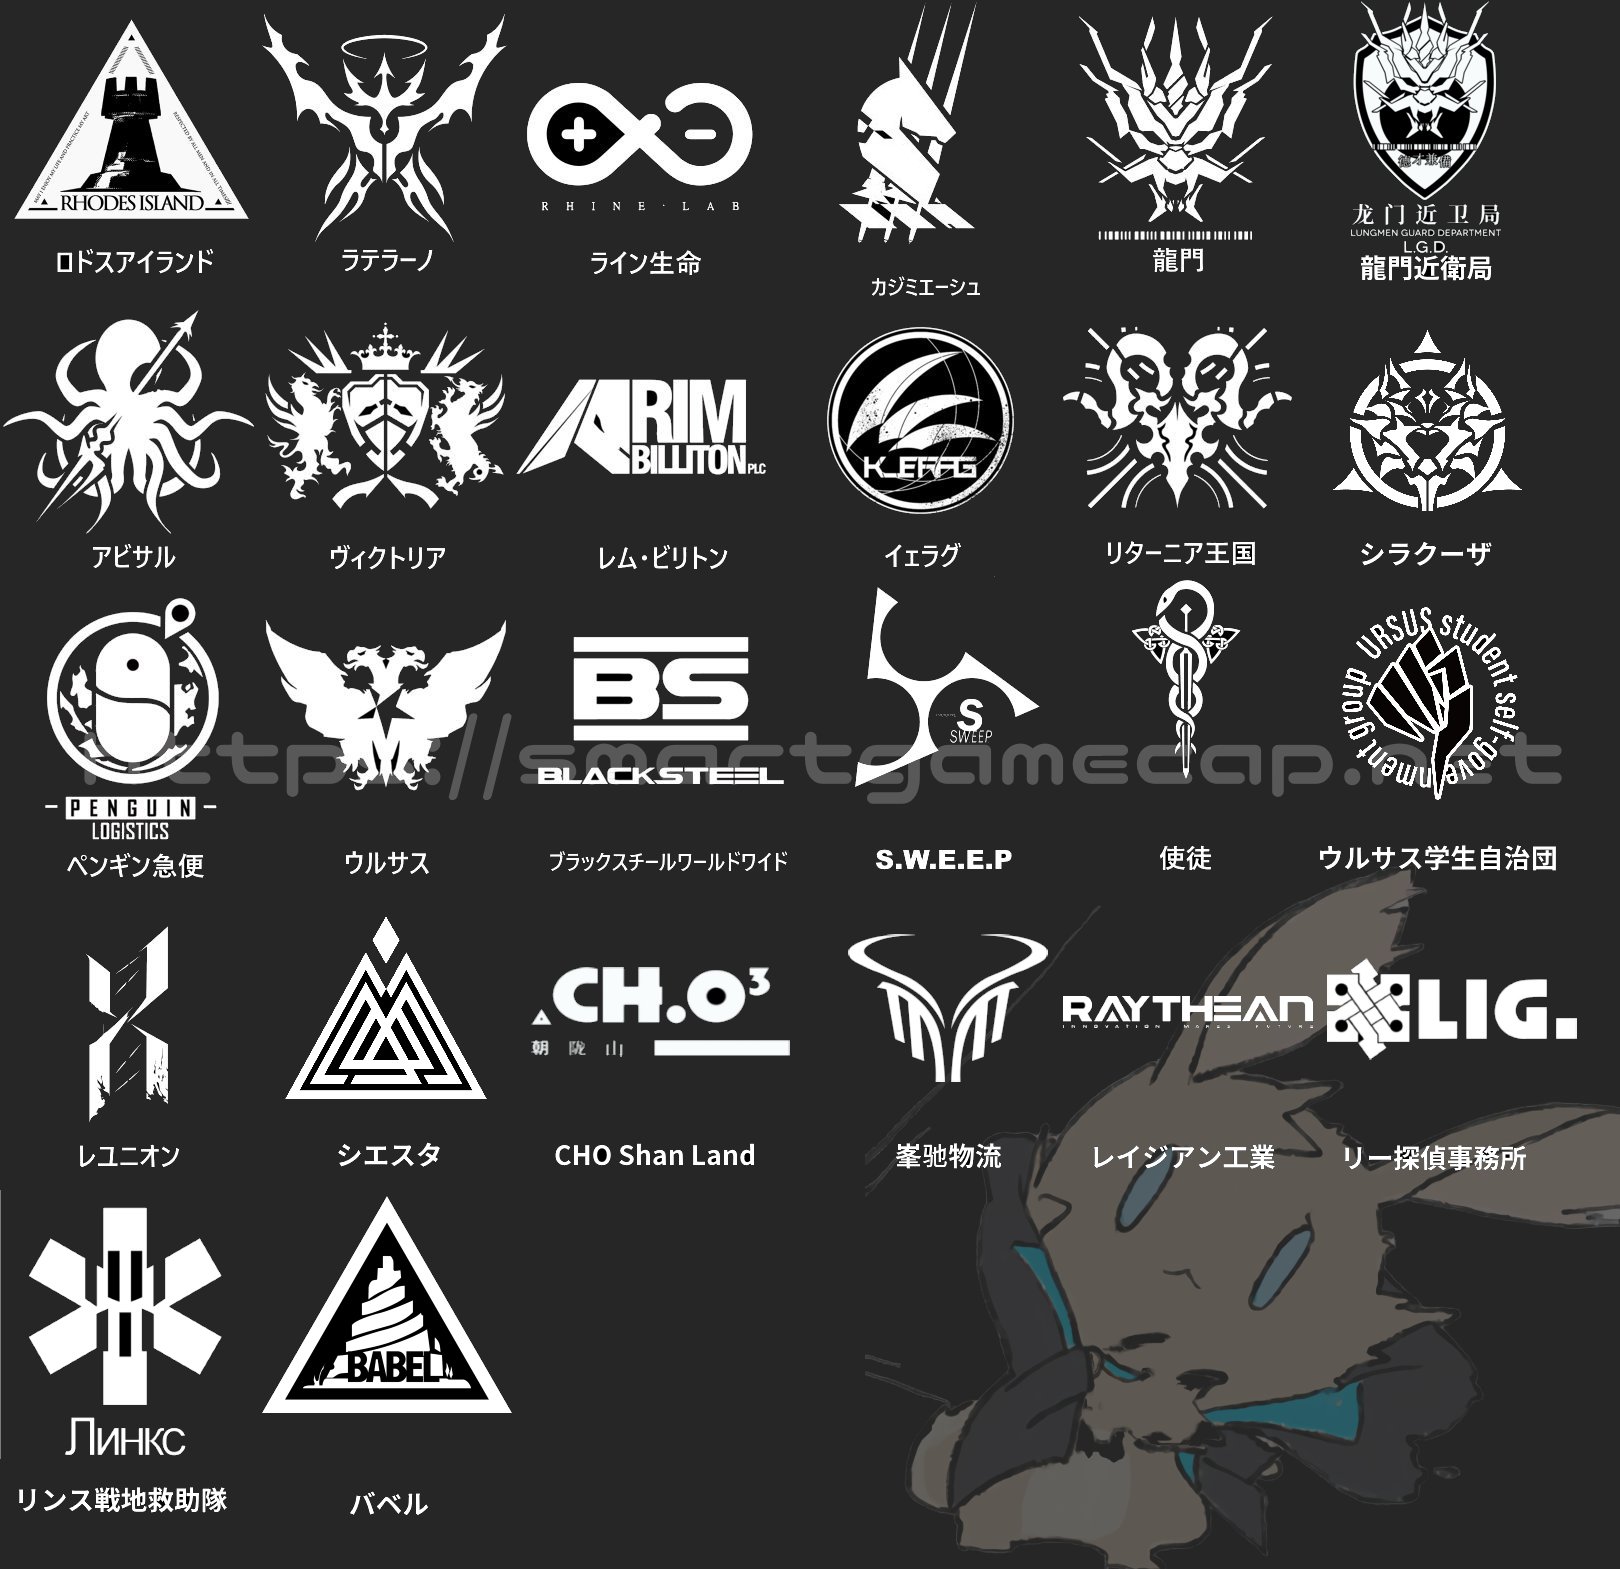 RHODES ISLAND
ロドスアイランド
ラテラーノ
RHINE·LAB
ライン生命
カジミエーシュ
龍門
德才兼備
龙门近卫局
LUNGMEN GUARD DEPARTMENT
L.G.D.
龍門近衛局
アビサル
ヴィクトリア
RIM
BILLITON PLC
レム・ビリトン
イェラグ
リターニア王国
シラクーザ
PENGUIN
LOGISTICS
ペンギン急便
ウルサス
BS
BLACKSTEEL
ブラックスチールワールドワイド
S
SWEEP
S.W.E.E.P
使徒
URSUS student self-government group
ウルサス学生自治団
http://smartgamecap.net
レユニオン
シエスタ
CH.O³
朝 陇 山
CHO Shan Land
峯驰物流
RAYTHEAN
レイジアン工業
LIG.
リー探偵事務所
Линкс
リンス戦地救助隊
BABEL
バベル